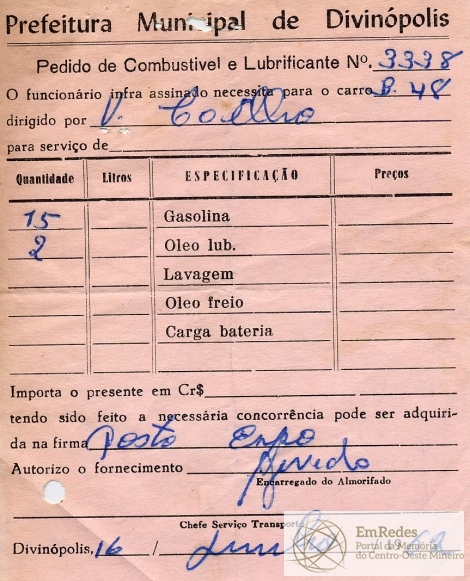 Prefeitura Municipal de Divinópolis
Pedido de Combustivel e Lubrificante Nº. 3338
O funcionário infra assinado necessita para o carro B. 48
dirigido por V. Coelho
para serviço de
Quantidade Litros ESPECIFICAÇÃO Preços
15 Gasolina
2 Oleo lub.
Lavagem
Oleo freio
Carga bateria
Importa o presente em Cr$
tendo sido feito a necessária concorrência pode ser adquiri-
da na firma Posto
Autorizo o fornecimento
Encarregado do Almorifado
Chefe Serviço Transporte
Divinópolis, 16 / 19
EmRedes
Portal da Memória
do Centro-Oeste Mineiro